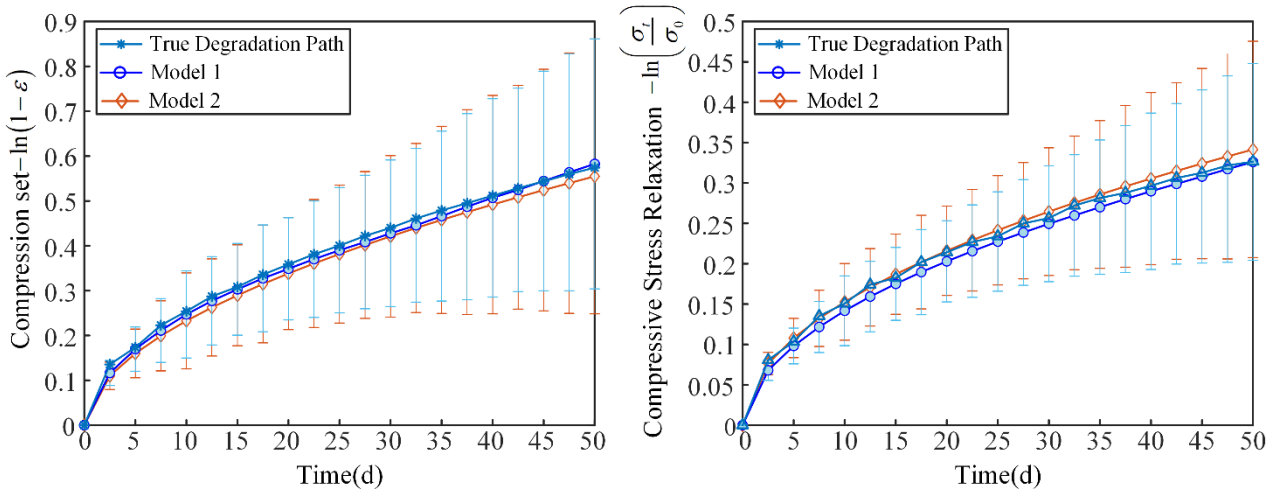 Compression set-ln(1-ε)
0.9
0.8
0.7
0.6
0.5
0.4
0.3
0.2
0.1
0
True Degradation Path
Model 1
Model 2
0 5 10 15 20 25 30 35 40 45 50
Time(d)
Compressive Stress Relaxation -ln(σt/σ0)
0.5
0.45
0.4
0.35
0.3
0.25
0.2
0.15
0.1
0.05
0
True Degradation Path
Model 1
Model 2
0 5 10 15 20 25 30 35 40 45 50
Time(d)